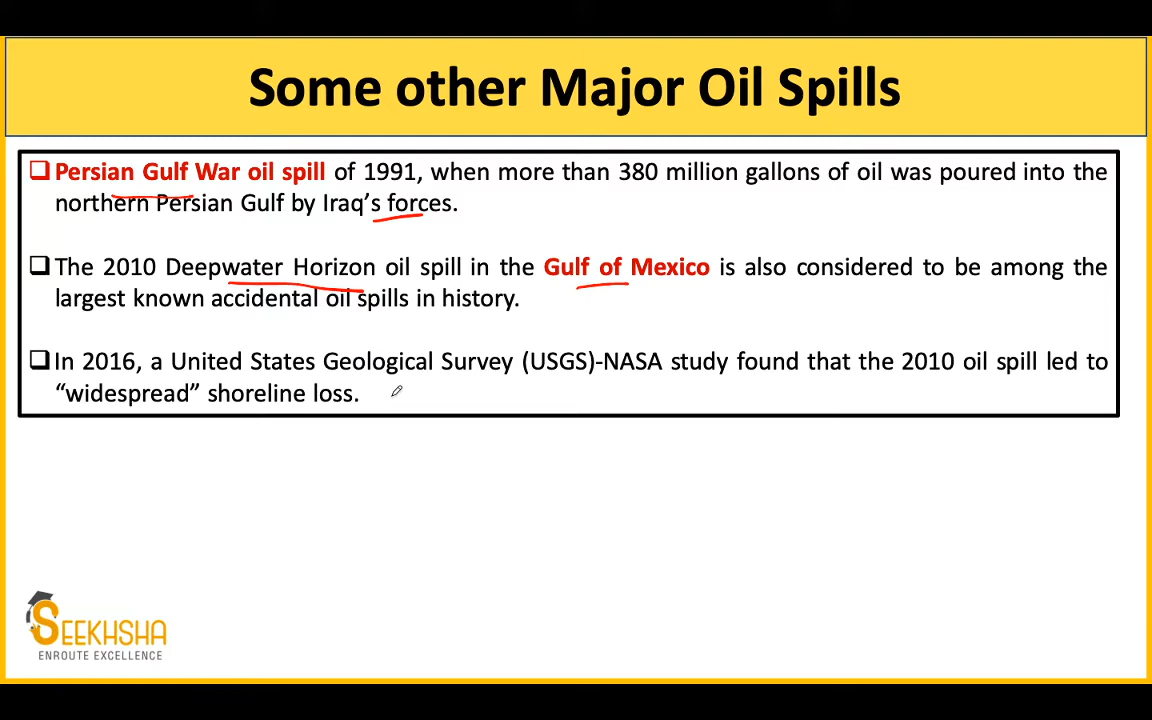 Some other Major Oil Spills
Persian Gulf War oil spill of 1991, when more than 380 million gallons of oil was poured into the
northern Persian Gulf by Iraq's forces.
The 2010 Deepwater Horizon oil spill in the Gulf of Mexico is also considered to be among the
largest known accidental oil spills in history.
In 2016, a United States Geological Survey (USGS)-NASA study found that the 2010 oil spill led to
“widespread” shoreline loss.
SEEKHSHA
ENROUTE EXCELLENCE